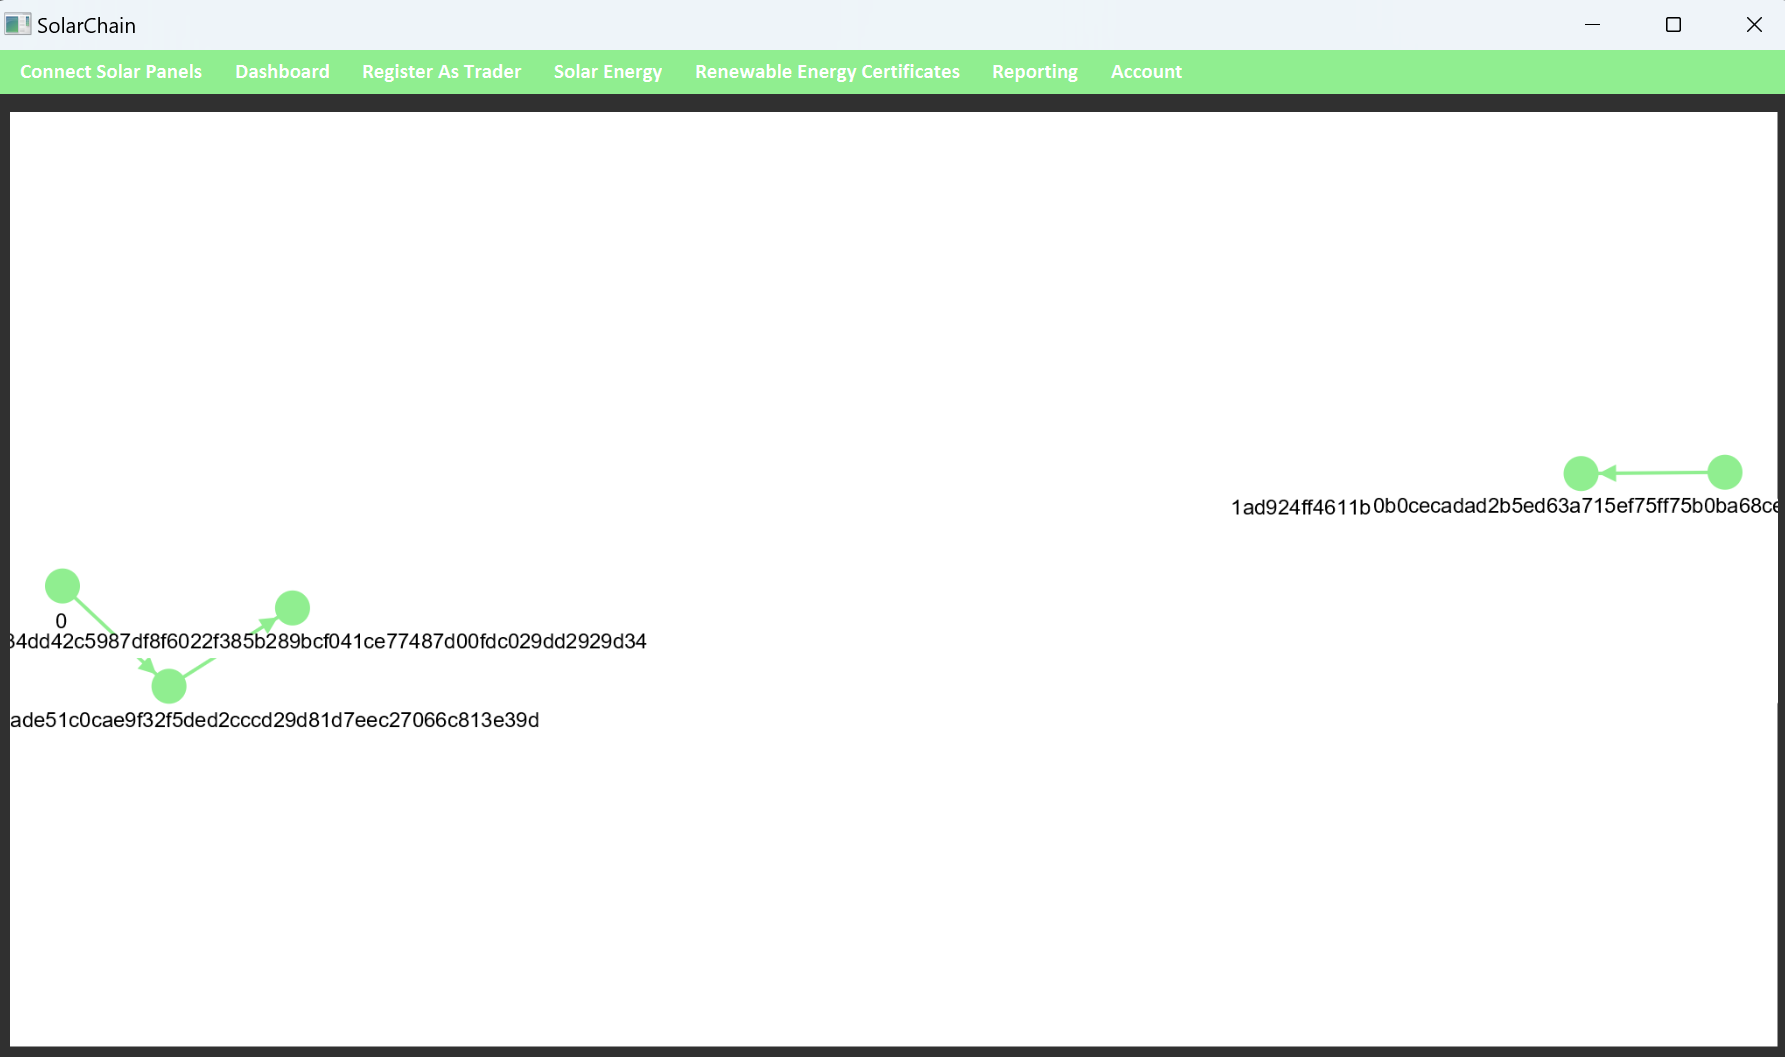 SolarChain
Connect Solar Panels Dashboard Register As Trader Solar Energy Renewable Energy Certificates Reporting Account
1ad924ff4611b 0b0cecadad2b5ed63a715ef75ff75b0ba68ce
0
34dd42c5987df8f6022f385b289bcf041ce77487d00fdc029dd2929d34
ade51c0cae9f32f5ded2cccd29d81d7eec27066c813e39d